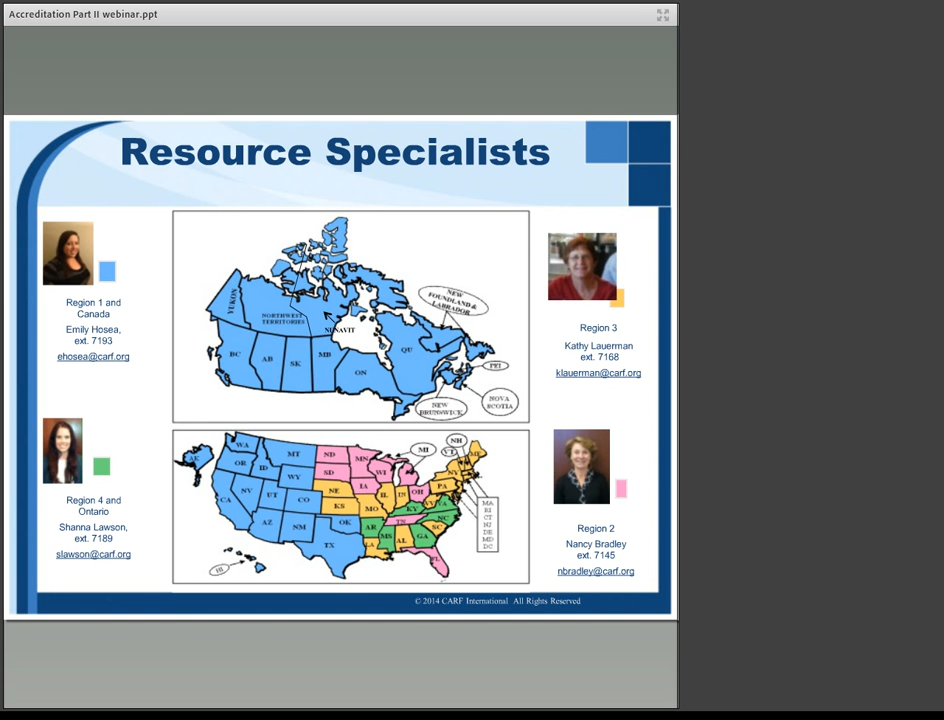 Accreditation Part II webinar.ppt
Resource Specialists
Region 1 and
Canada
Emily Hosea,
ext. 7193
ehosea@carf.org
Region 4 and
Ontario
Shanna Lawson,
ext. 7189
slawson@carf.org
YUKON
NORTHWEST
TERRITORIES
NUNAVIT
NEW
FOUNDLAND &
LABRADOR
BC
AB
SK
MB
ON
QU
PEI
NOVA
SCOTIA
NEW
BRUNSWICK
AK
WA
OR
ID
MT
WY
CA
NV
UT
CO
AZ
NM
TX
OK
HI
ND
SD
NE
KS
MN
WI
IA
MO
IL
IN
OH
MI
KY
TN
AR
LA
MS
AL
GA
FL
SC
NC
VA
WV
PA
NY
VT
NH
ME
MA
RI
CT
NJ
DE
MD
DC
Region 3
Kathy Lauerman
ext. 7168
klauerman@carf.org
Region 2
Nancy Bradley
ext. 7145
nbradley@carf.org
© 2014 CARF International All Rights Reserved